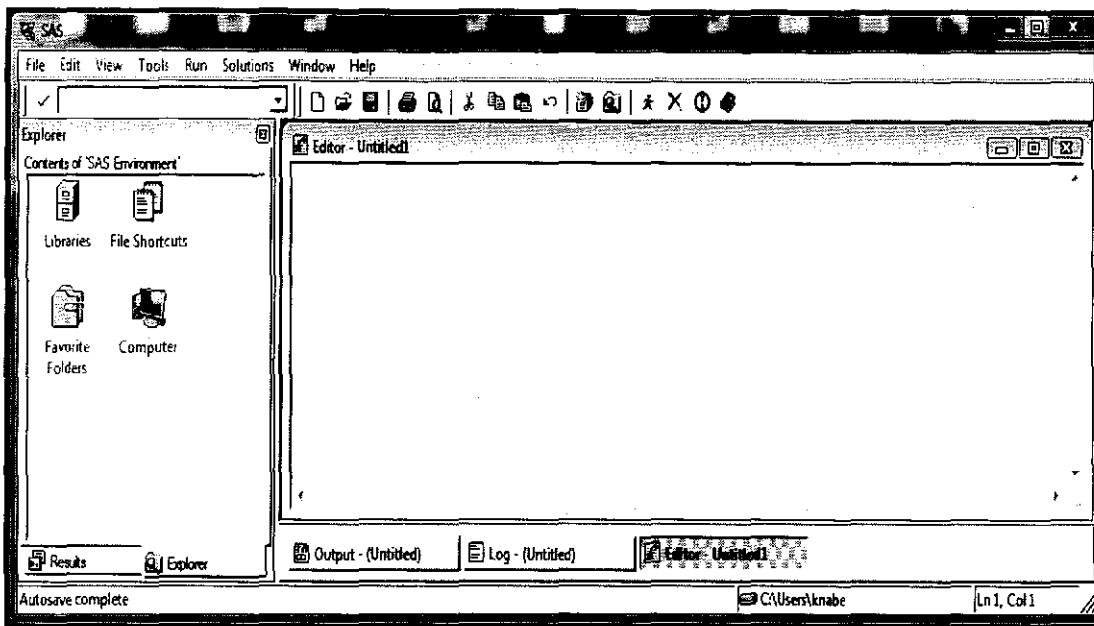 SAS
File Edit View Tools Run Solutions Window Help
Explorer
Contents of 'SAS Environment'
Libraries File Shortcuts
Favorite Folders
Computer
Results Explorer
Editor - Untitled1
Output - (Untitled) Log - (Untitled) Editor - Untitled1
Autosave complete C:\Users\knabe Ln 1, Col 1